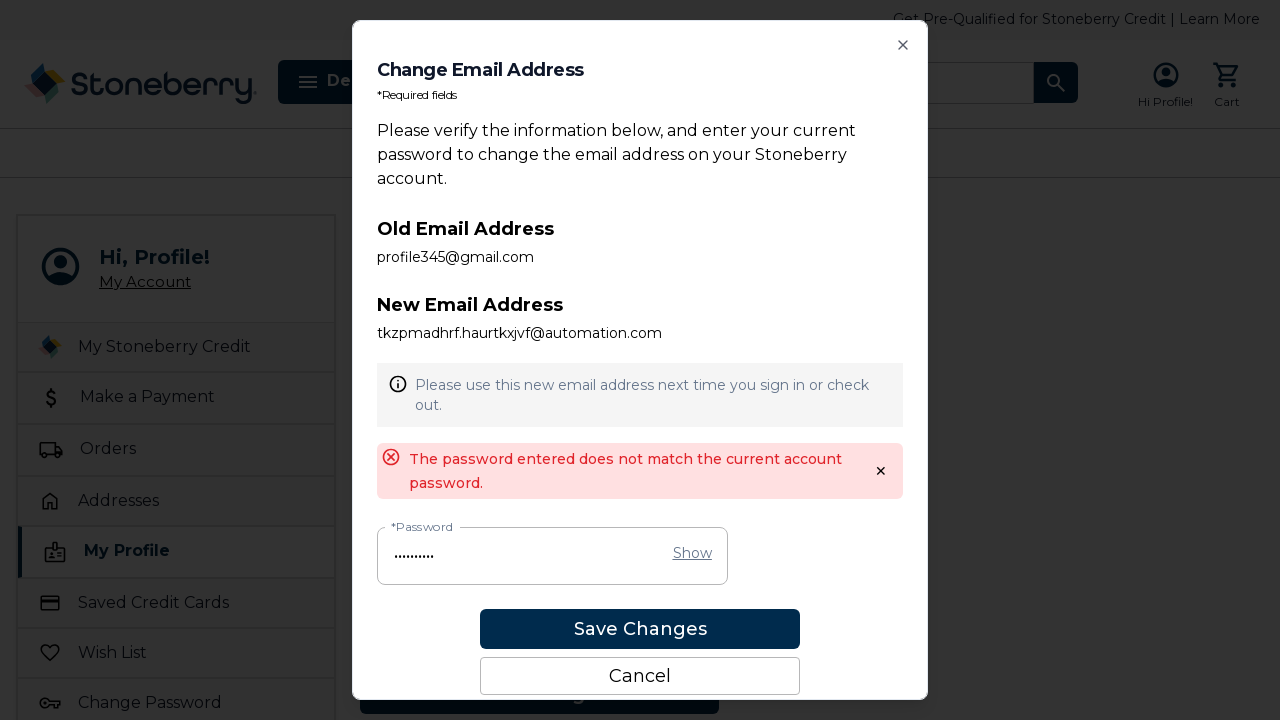 Get Pre-Qualified for Stoneberry Credit | Learn More
Stoneberry
De
Hi Profile!
Cart
Hi, Profile!
My Account
My Stoneberry Credit
Make a Payment
Orders
Addresses
My Profile
Saved Credit Cards
Wish List
Change Password
Change Email Address
*Required fields
Please verify the information below, and enter your current
password to change the email address on your Stoneberry
account.
Old Email Address
profile345@gmail.com
New Email Address
tkzpmadhrf.haurtkxjvf@automation.com
Please use this new email address next time you sign in or check
out.
The password entered does not match the current account
password.
*Password
••••••••••
Show
Save Changes
Cancel